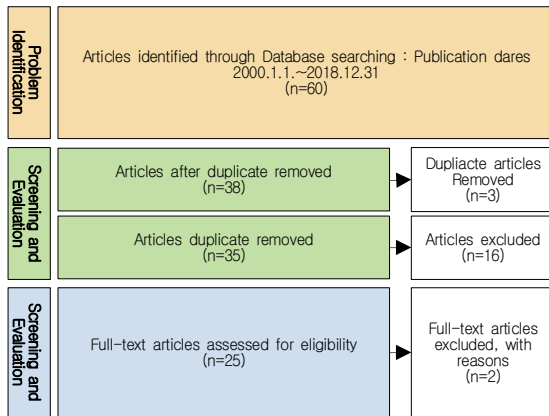 Problem
Identification
Articles identified through Database searching : Publication dares
2000.1.1.~2018.12.31
(n=60)
Screening and
Evaluation
Articles after duplicate removed
(n=38)
Dupliacte articles
Removed
(n=3)
Articles duplicate removed
(n=35)
Articles excluded
(n=16)
Screening and
Evaluation
Full-text articles assessed for eligibility
(n=25)
Full-text articles
excluded, with
reasons
(n=2)